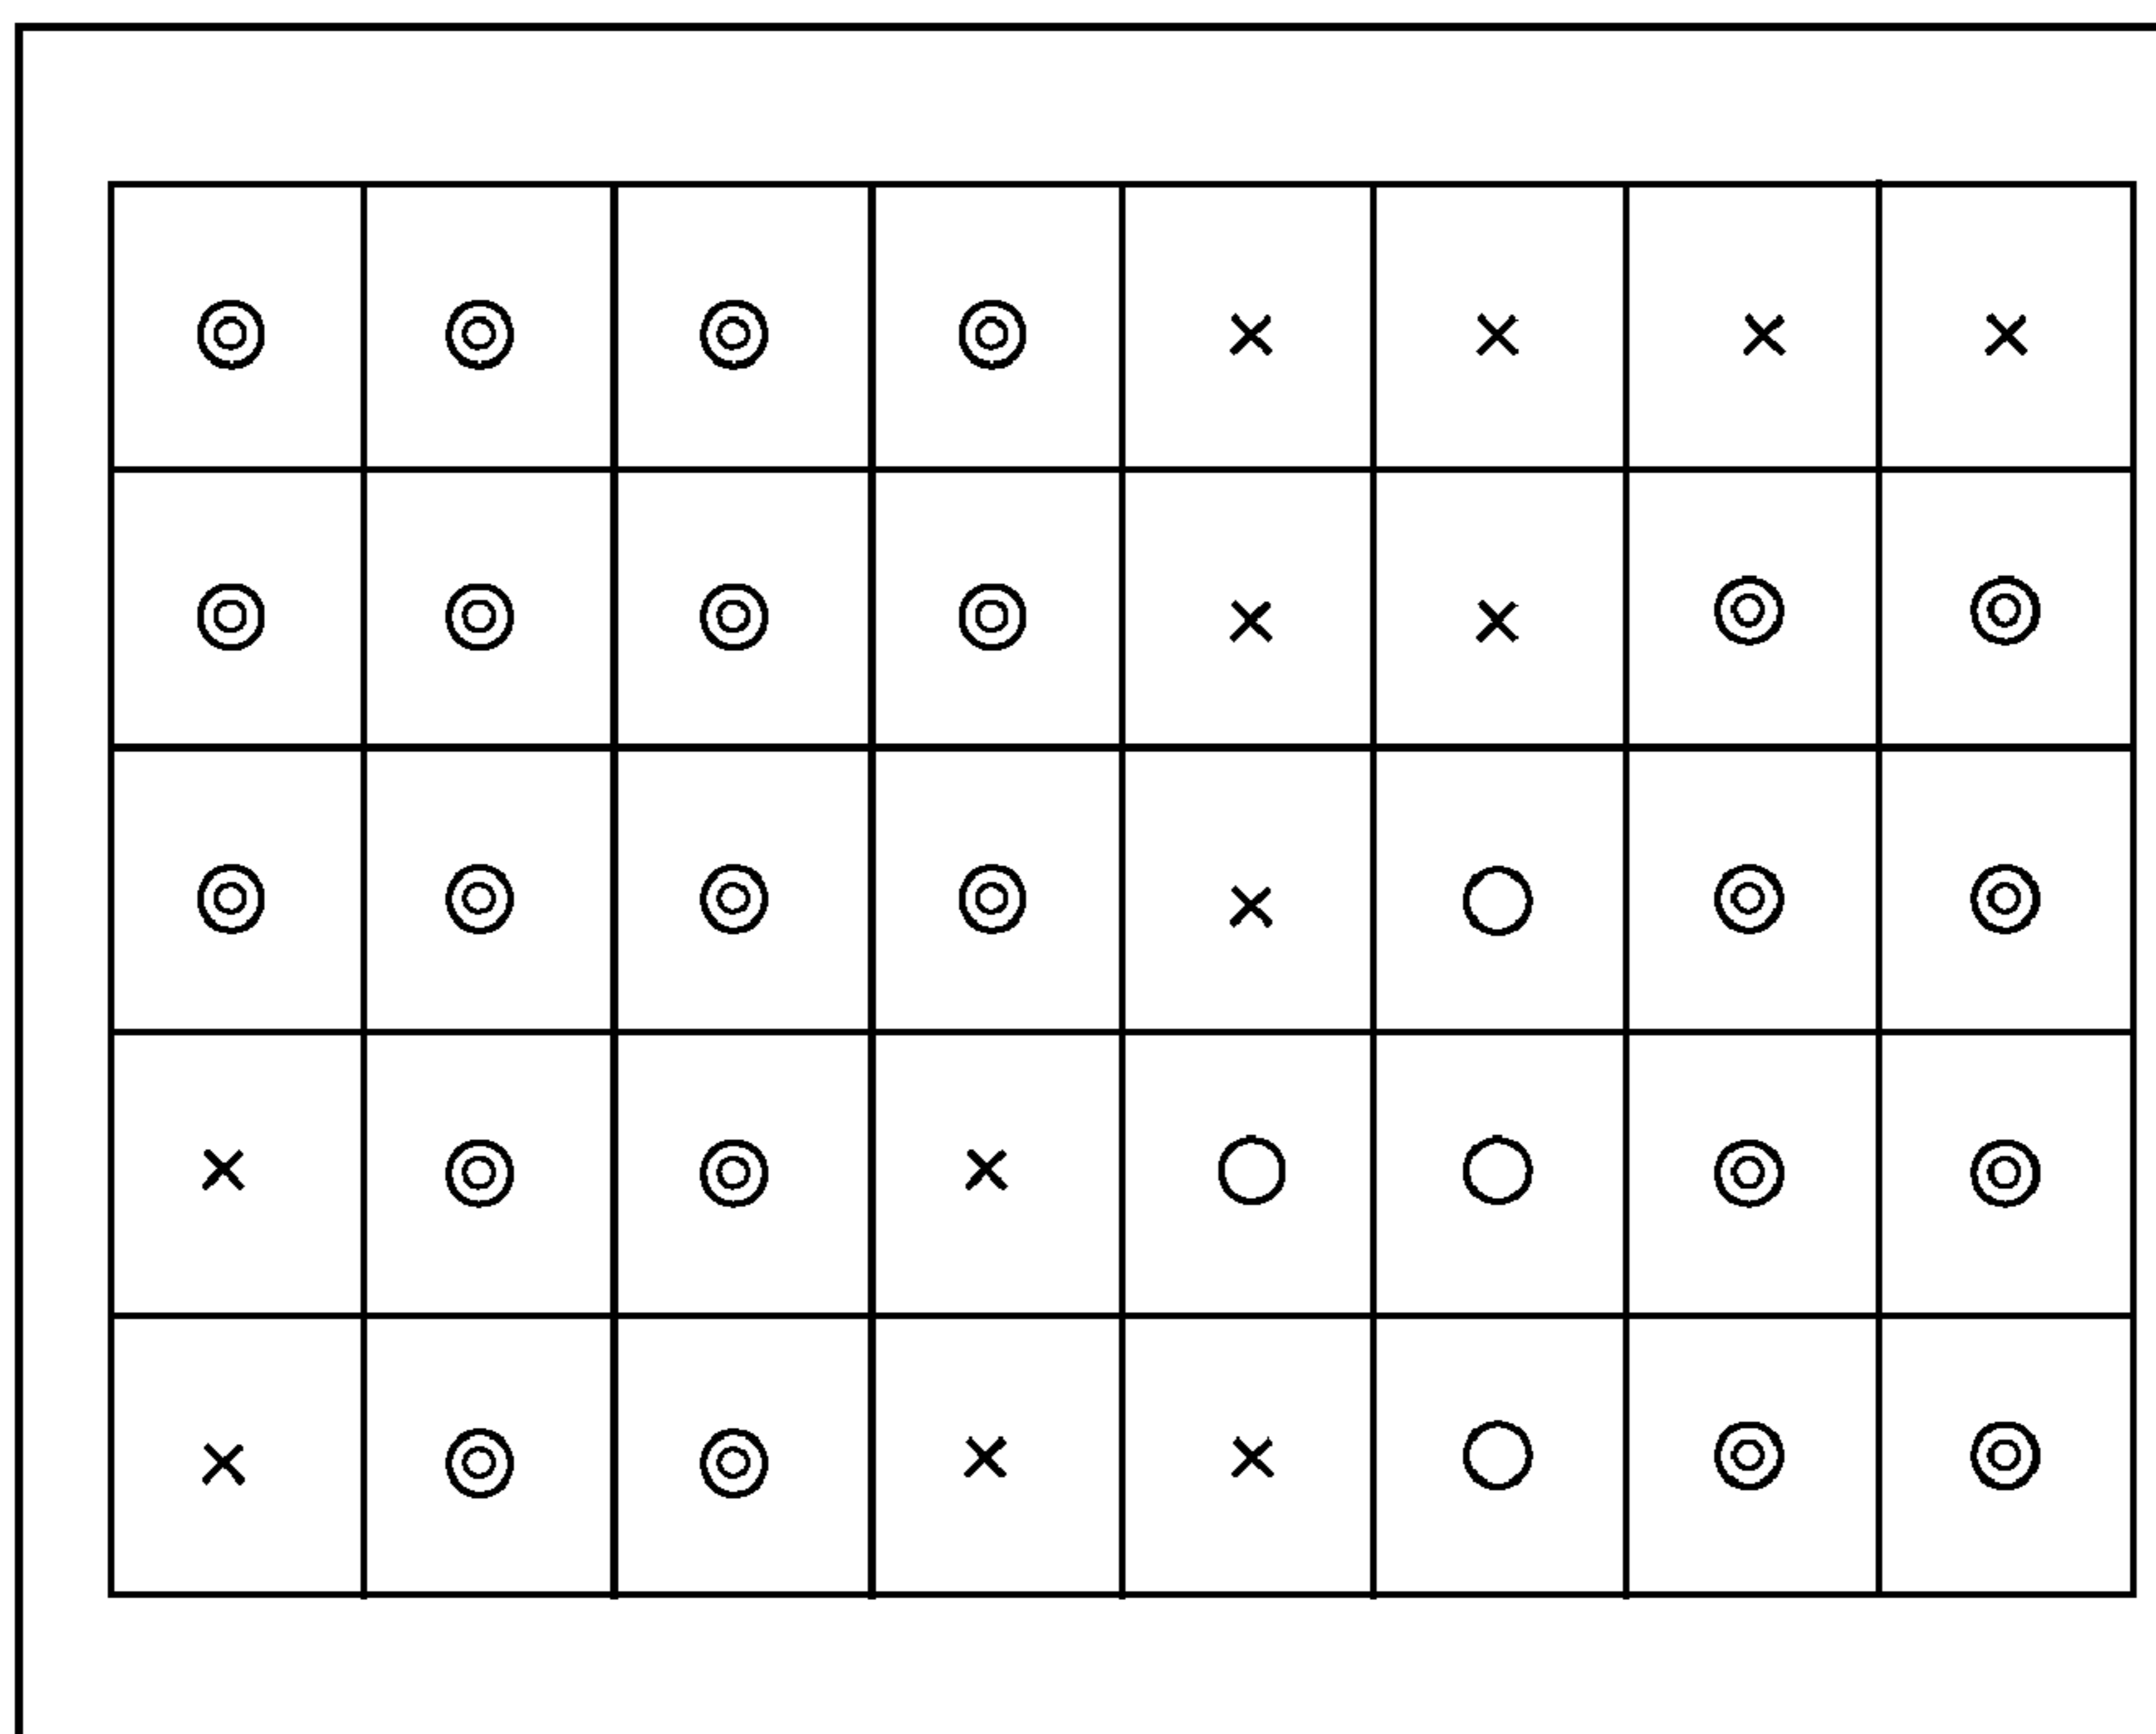 ◎ ◎ ◎ ◎ × × × ×
◎ ◎ ◎ ◎ × × ◎ ◎
◎ ◎ ◎ ◎ × ○ ◎ ◎
× ◎ ◎ × ○ ○ ◎ ◎
× ◎ ◎ × × ○ ◎ ◎